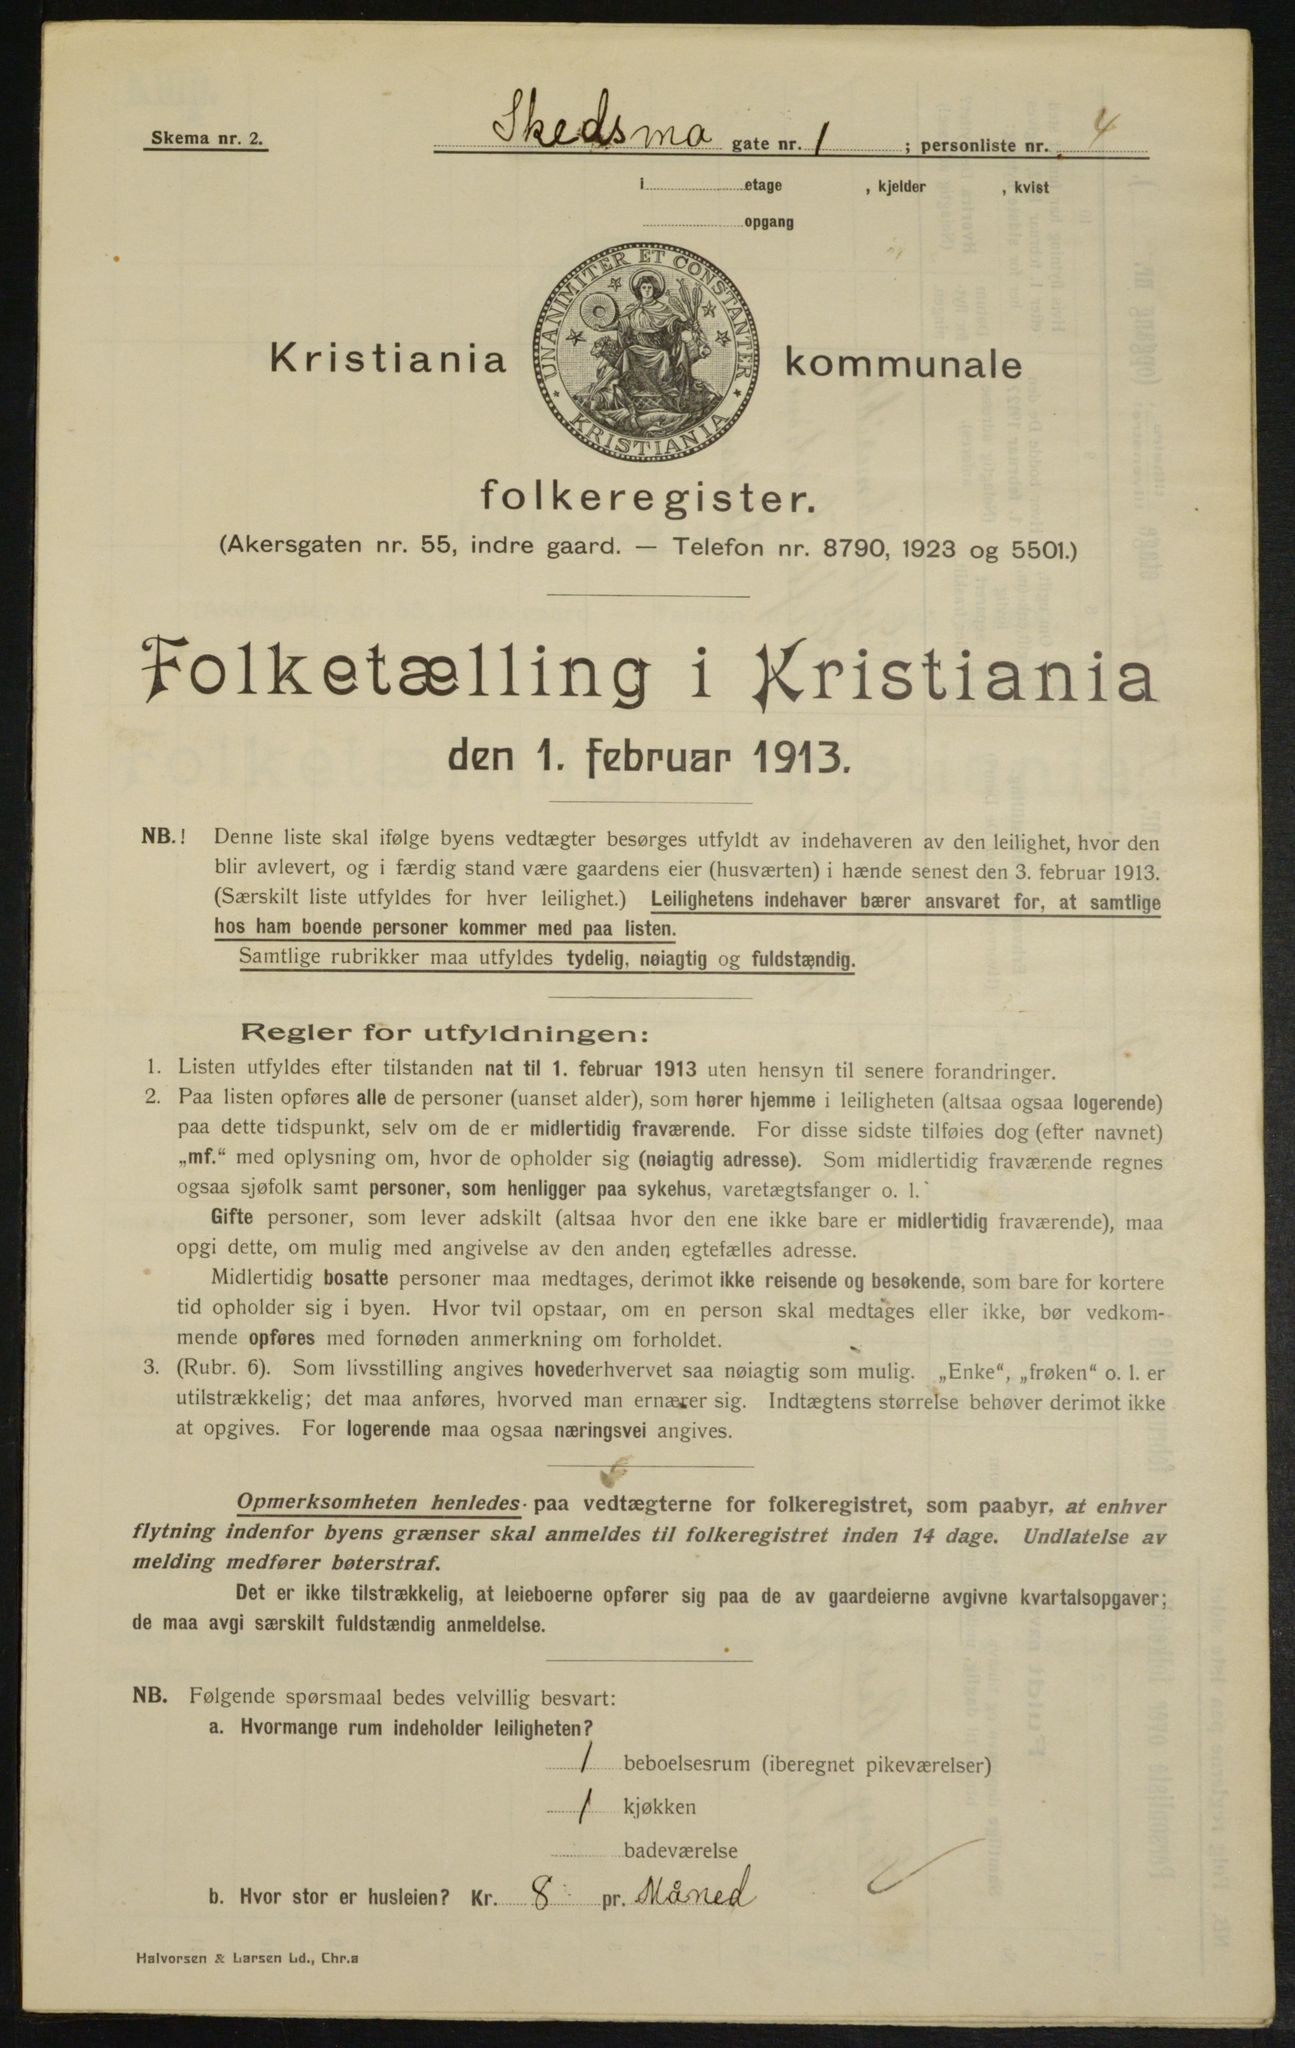 Skema nr. 2.
Skedsmo gate nr. 1 ; personliste nr. 4
i etage , kjelder , kvist
opgang
UNANIMITER ET CONSTANTER
KRISTIANIA
Kristiania kommunale
folkeregister.
(Akersgaten nr. 55, indre gaard. — Telefon nr. 8790, 1923 og 5501.)
Folketælling i Kristiania
den 1. februar 1913.
NB.! Denne liste skal ifølge byens vedtægter besørges utfyldt av indehaveren av den leilighet, hvor den
blir avlevert, og i færdig stand være gaardens eier (husværten) i hænde senest den 3. februar 1913.
(Særskilt liste utfyldes for hver leilighet.) Leilighetens indehaver bærer ansvaret for, at samtlige
hos ham boende personer kommer med paa listen.
Samtlige rubrikker maa utfyldes tydelig, nøiagtig og fuldstændig.
Regler for utfyldningen:
1. Listen utfyldes efter tilstanden nat til 1. februar 1913 uten hensyn til senere forandringer.
2. Paa listen opføres alle de personer (uanset alder), som hører hjemme i leiligheten (altsaa ogsaa logerende)
paa dette tidspunkt, selv om de er midlertidig fraværende. For disse sidste tilføies dog (efter navnet)
„mf.“ med oplysning om, hvor de opholder sig (nøiagtig adresse). Som midlertidig fraværende regnes
ogsaa sjøfolk samt personer, som henligger paa sykehus, varetægtsfanger o. l.
Gifte personer, som lever adskilt (altsaa hvor den ene ikke bare er midlertidig fraværende), maa
opgi dette, om mulig med angivelse av den anden egtefælles adresse.
Midlertidig bosatte personer maa medtages, derimot ikke reisende og besøkende, som bare for kortere
tid opholder sig i byen. Hvor tvil opstaar, om en person skal medtages eller ikke, bør vedkom-
mende opføres med fornøden anmerkning om forholdet.
3. (Rubr. 6). Som livsstilling angives hovederhvervet saa nøiagtig som mulig. „Enke“, „frøken“ o. l. er
utilstrækkelig; det maa anføres, hvorved man ernærer sig. Indtægtens størrelse behøver derimot ikke
at opgives. For logerende maa ogsaa næringsvei angives.
Opmerksomheten henledes paa vedtægterne for folkeregistret, som paabyr, at enhver
flytning indenfor byens grænser skal anmeldes til folkeregistret inden 14 dage. Undlatelse av
melding medfører bøterstraf.
Det er ikke tilstrækkelig, at leieboerne opfører sig paa de av gaardeierne avgivne kvartalsopgaver;
de maa avgi særskilt fuldstændig anmeldelse.
NB. Følgende spørsmaal bedes velvillig besvart:
a. Hvormange rum indeholder leiligheten?
1 beboelsesrum (iberegnet pikeværelser)
1 kjøkken
badeværelse
b. Hvor stor er husleien? Kr. 8 pr. Måned
Halvorsen & Larsen Ld., Chr.a